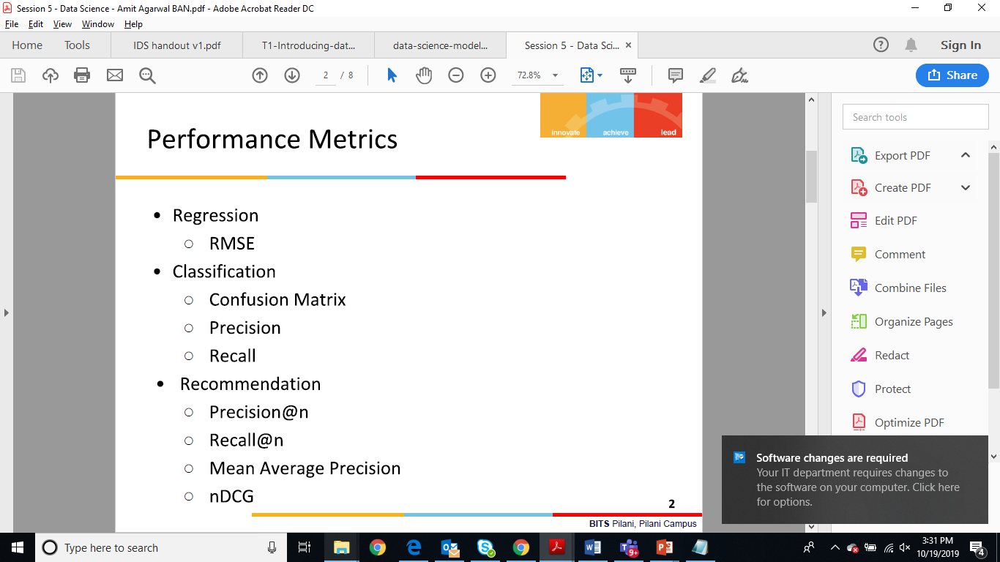 Session 5 - Data Science - Amit Agarwal BAN.pdf - Adobe Acrobat Reader DC
File Edit View Window Help
Home Tools IDS handout v1.pdf T1-Introducing-dat... data-science-model... Session 5 - Data Sci... × Sign In
2 / 8 72.8% Share
innovate achieve lead
Performance Metrics
• Regression
○ RMSE
• Classification
○ Confusion Matrix
○ Precision
○ Recall
• Recommendation
○ Precision@n
○ Recall@n
○ Mean Average Precision
○ nDCG
2
BITS Pilani, Pilani Campus
Search tools
Export PDF
Create PDF
Edit PDF
Comment
Combine Files
Organize Pages
Redact
Protect
Optimize PDF
Software changes are required
Your IT department requires changes to
the software on your computer. Click here
for options.
Type here to search
9+
3:31 PM
10/19/2019
4